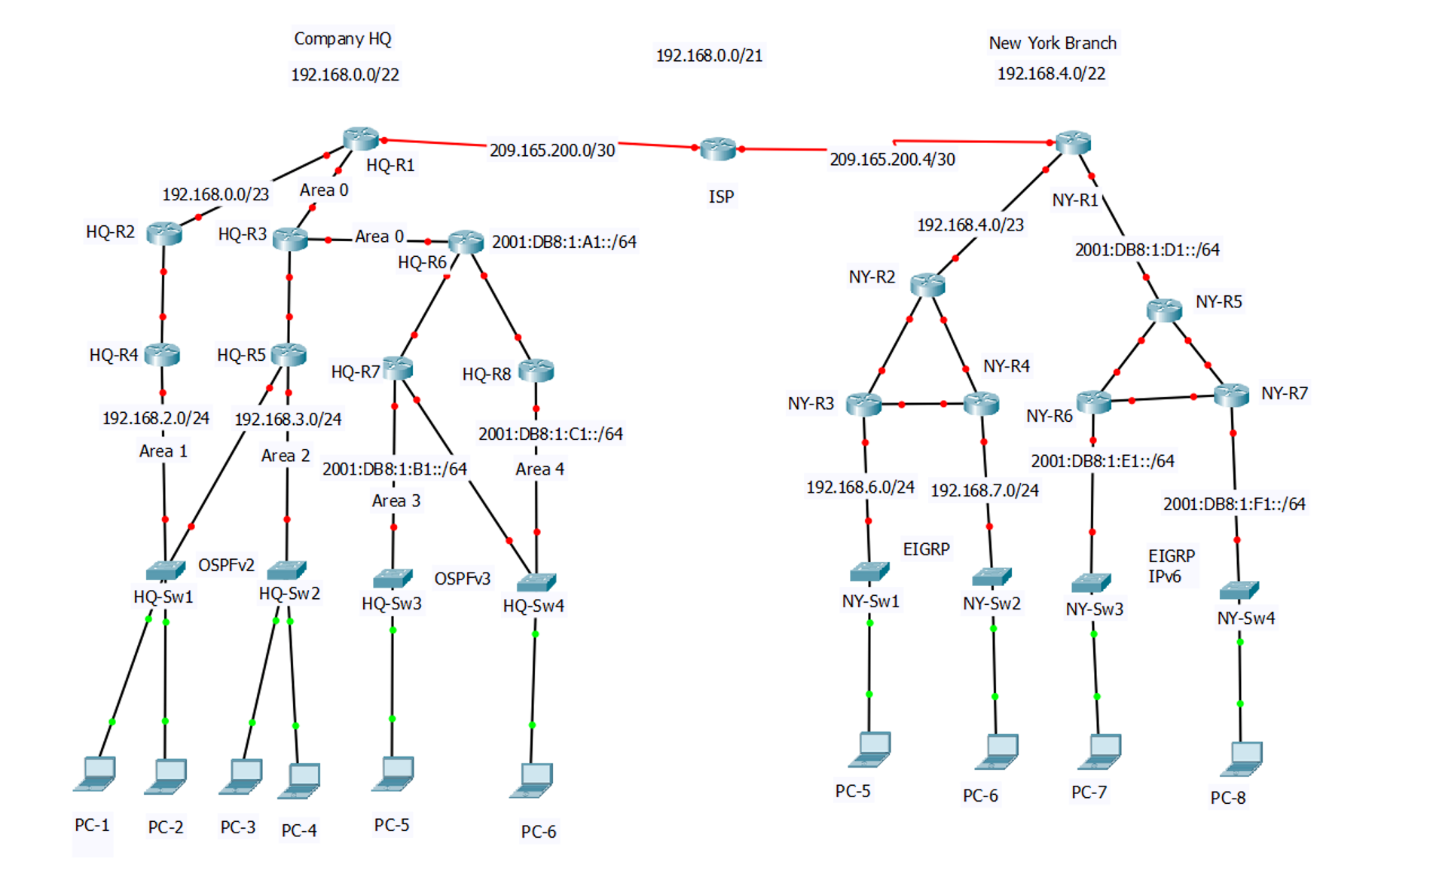 Company HQ
192.168.0.0/22
192.168.0.0/21
New York Branch
192.168.4.0/22
HQ-R1
209.165.200.0/30
ISP
209.165.200.4/30
NY-R1
192.168.0.0/23
Area 0
HQ-R2
HQ-R3
Area 0
HQ-R6
2001:DB8:1:A1::/64
192.168.4.0/23
2001:DB8:1:D1::/64
NY-R2
NY-R5
HQ-R4
HQ-R5
HQ-R7
HQ-R8
NY-R4
NY-R3
NY-R6
NY-R7
192.168.2.0/24
Area 1
192.168.3.0/24
Area 2
2001:DB8:1:B1::/64
Area 3
2001:DB8:1:C1::/64
Area 4
192.168.6.0/24
192.168.7.0/24
2001:DB8:1:E1::/64
2001:DB8:1:F1::/64
OSPFv2
OSPFv3
EIGRP
EIGRP
IPv6
HQ-Sw1
HQ-Sw2
HQ-Sw3
HQ-Sw4
NY-Sw1
NY-Sw2
NY-Sw3
NY-Sw4
PC-1
PC-2
PC-3
PC-4
PC-5
PC-6
PC-5
PC-6
PC-7
PC-8